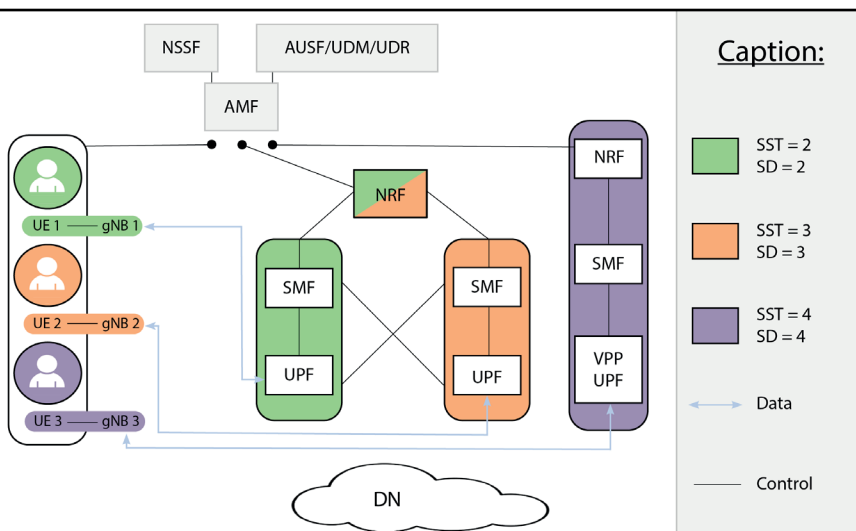 NSSF
AUSF/UDM/UDR
AMF
Caption:
NRF
SST = 2
SD = 2
NRF
UE 1
gNB 1
SST = 3
SD = 3
SMF
SMF
SMF
UE 2
gNB 2
SST = 4
SD = 4
UPF
UPF
VPP
UPF
UE 3
gNB 3
Data
DN
Control